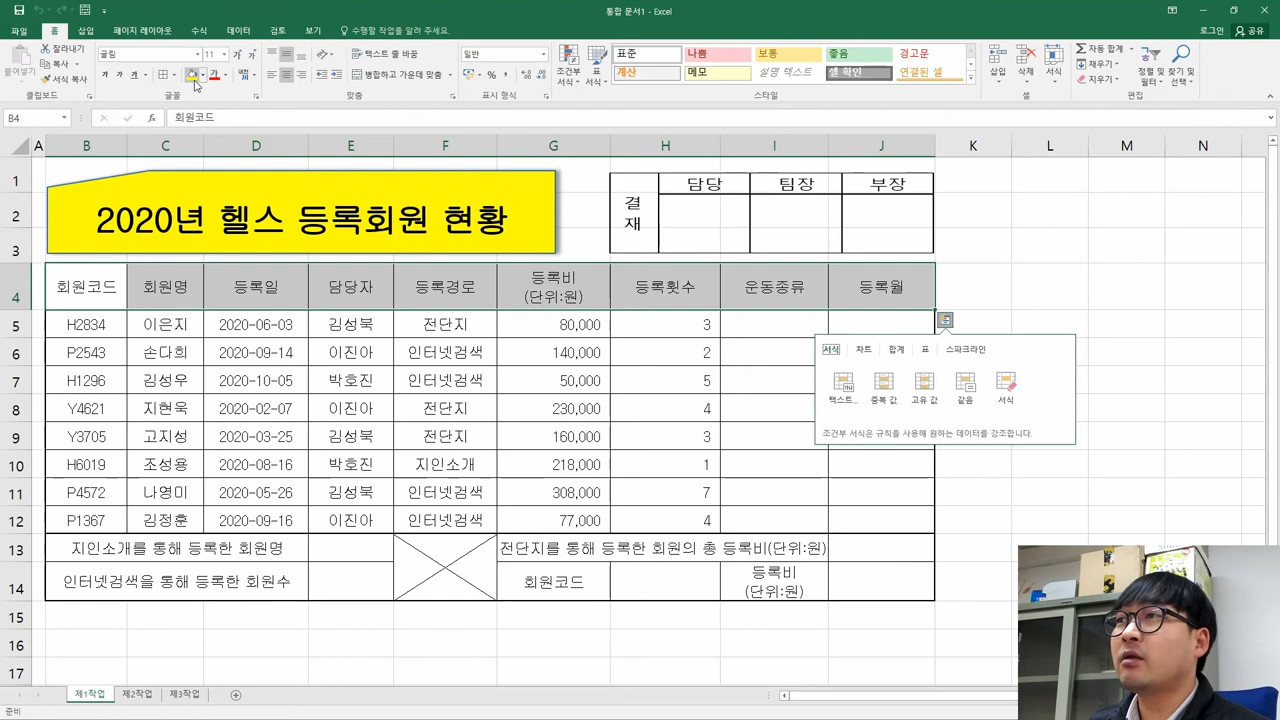 통합 문서1 - Excel
파일 홈 삽입 페이지 레이아웃 수식 데이터 검토 보기 수행할 작업을 알려 주세요. 로그인 공유
붙여넣기
잘라내기
복사
서식 복사
클립보드
굴림 11
글꼴
텍스트 줄 바꿈
병합하고 가운데 맞춤
맞춤
일반
표시 형식
조건부 서식
표 서식
표준 나쁨 보통 좋음 경고문
계산 메모 설명 텍스트 셀 확인 연결된 셀
스타일
삽입 삭제 서식
셀
자동 합계
채우기
지우기
정렬 및 필터
찾기 및 선택
편집
B4 회원코드
A B C D E F G H I J K L M N
1 담당 팀장 부장
2 2020년 헬스 등록회원 현황 결재
3
4 회원코드 회원명 등록일 담당자 등록경로 등록비 (단위:원) 등록횟수 운동종류 등록월
5 H2834 이은지 2020-06-03 김성북 전단지 80,000 3
6 P2543 손다희 2020-09-14 이진아 인터넷검색 140,000 2
7 H1296 김성우 2020-10-05 박호진 인터넷검색 50,000 5
8 Y4621 지현욱 2020-02-07 이진아 전단지 230,000 4
9 Y3705 고지성 2020-03-25 김성북 전단지 160,000 3
10 H6019 조성용 2020-08-16 박호진 지인소개 218,000 1
11 P4572 나영미 2020-05-26 김성북 인터넷검색 308,000 7
12 P1367 김정훈 2020-09-16 이진아 인터넷검색 77,000 4
13 지인소개를 통해 등록한 회원명 전단지를 통해 등록한 회원의 총 등록비(단위:원)
14 인터넷검색을 통해 등록한 회원수 회원코드 등록비 (단위:원)
15
16
17
서식 차트 합계 표 스파크라인
텍스트... 중복 값 고유 값 같음 서식
조건부 서식은 규칙을 사용해 원하는 데이터를 강조합니다.
제1작업 제2작업 제3작업
준비